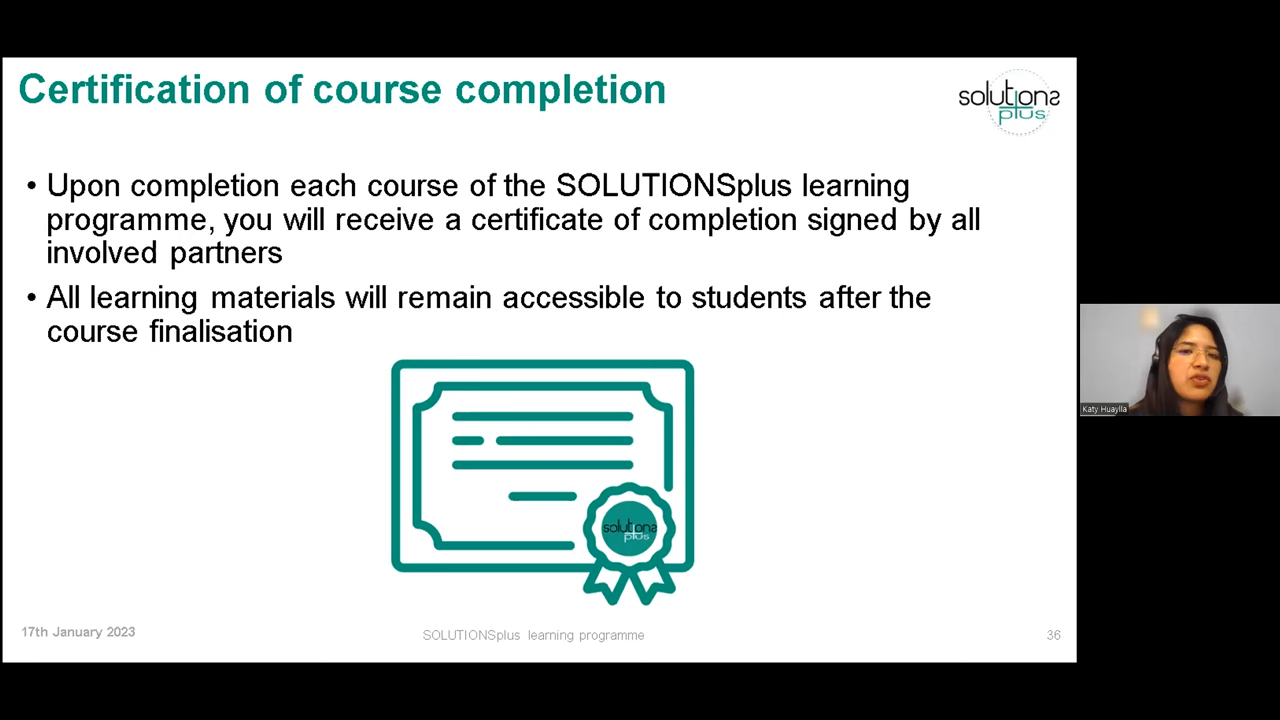 Certification of course completion
solutions
plus
• Upon completion each course of the SOLUTIONSplus learning
programme, you will receive a certificate of completion signed by all
involved partners
• All learning materials will remain accessible to students after the
course finalisation
solutions
plus
Katy Huaylla
17th January 2023
SOLUTIONSplus learning programme
36